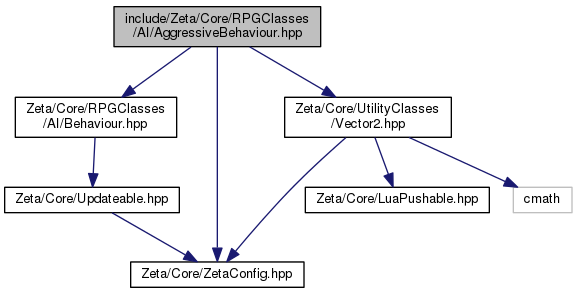 include/Zeta/Core/RPGClasses
/AI/AggressiveBehaviour.hpp
Zeta/Core/RPGClasses
/AI/Behaviour.hpp
Zeta/Core/UtilityClasses
/Vector2.hpp
Zeta/Core/Updateable.hpp
Zeta/Core/LuaPushable.hpp
cmath
Zeta/Core/ZetaConfig.hpp